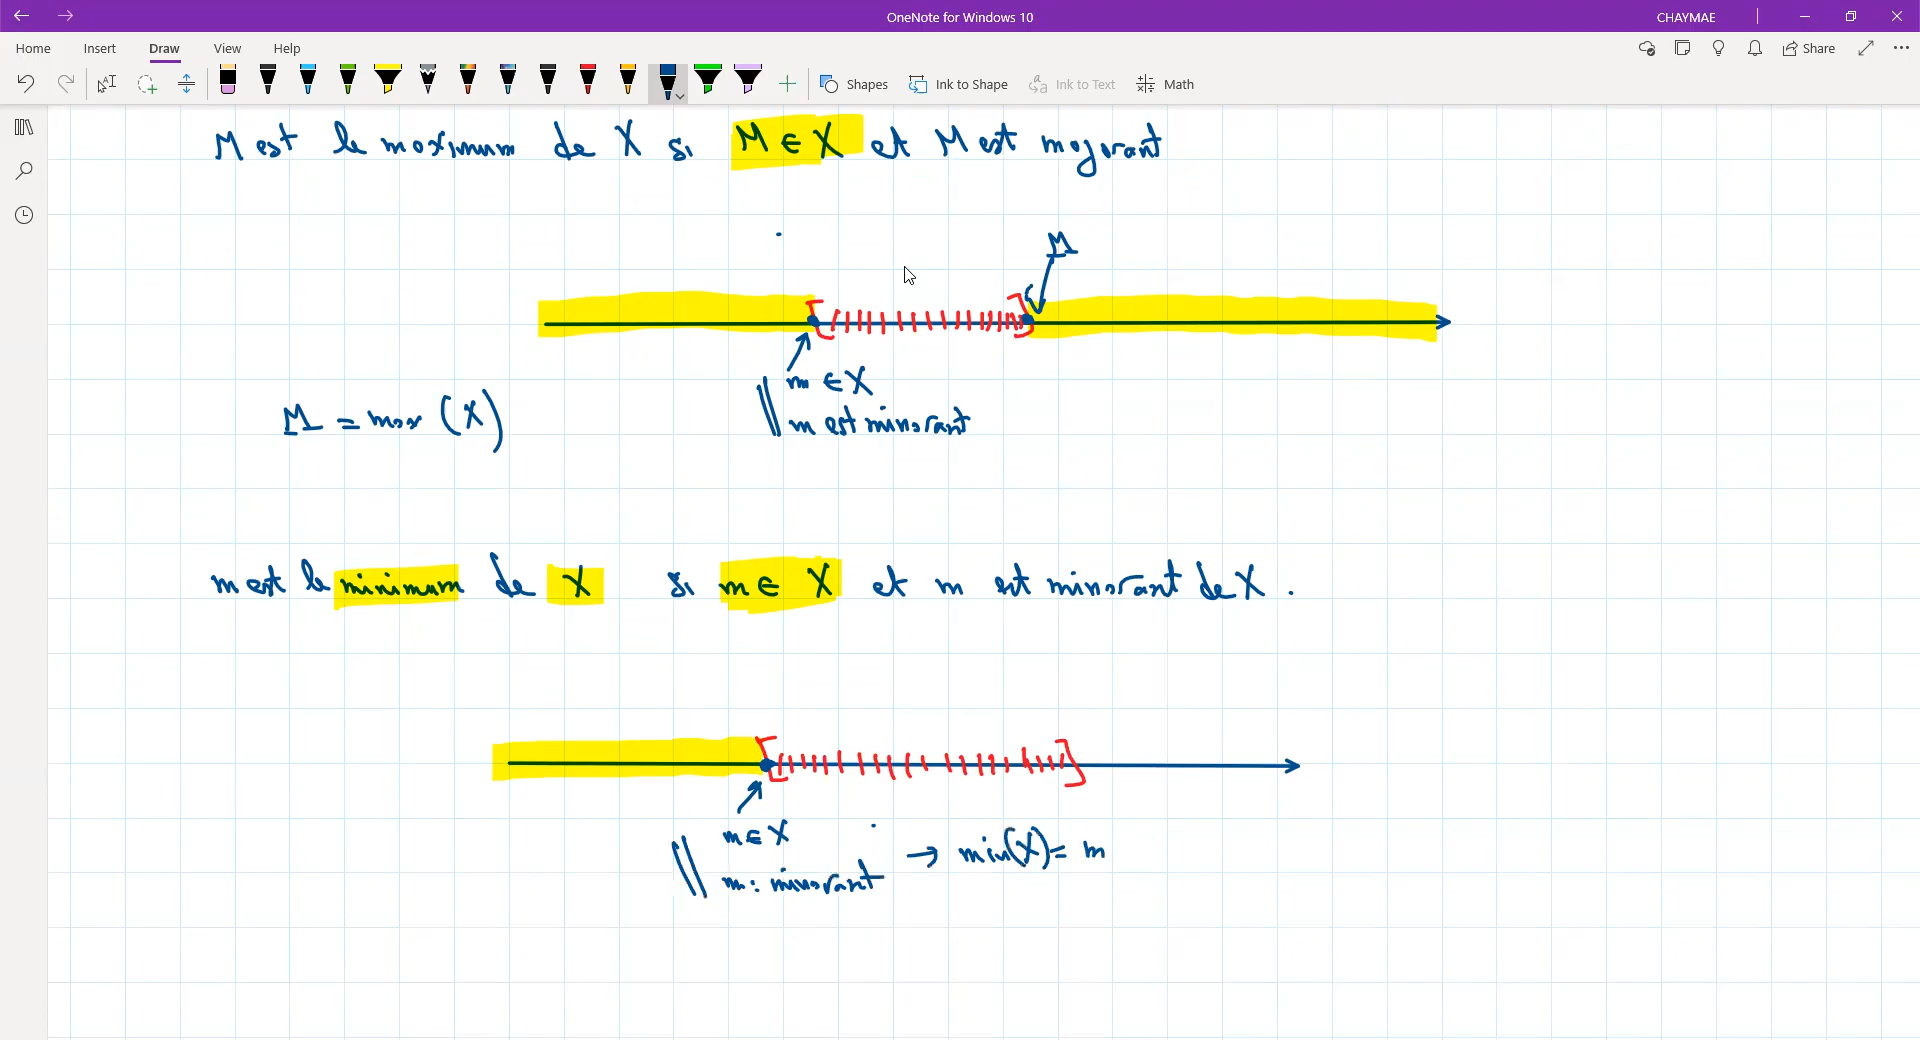 OneNote for Windows 10
CHAYMAE
Home Insert Draw View Help
Share
Shapes Ink to Shape Ink to Text Math
M est le maximum de X si M ∈ X et M est majorant
M
m ∈ X
m est minorant
M = max (X)
m est le minimum de X si m ∈ X et m est minorant de X .
m ∈ X
m : minorant → min(X) = m